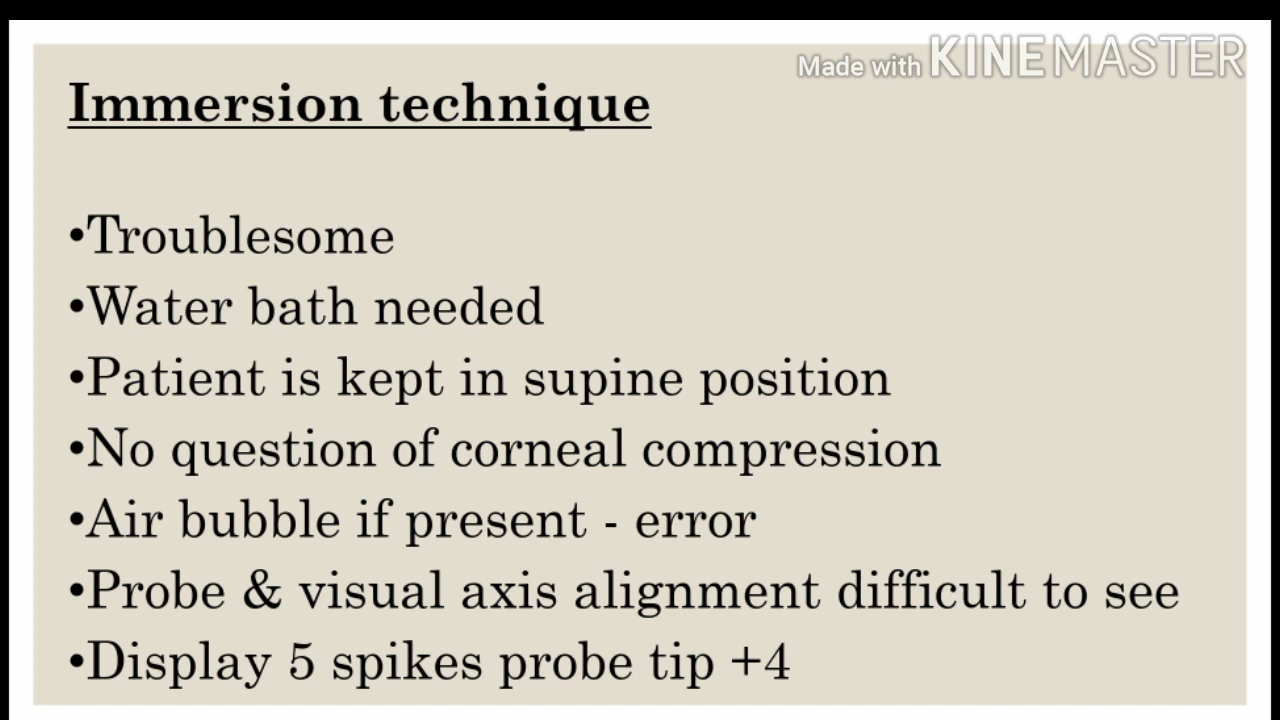 Made with KINEMASTER
Immersion technique
•Troublesome
•Water bath needed
•Patient is kept in supine position
•No question of corneal compression
•Air bubble if present - error
•Probe & visual axis alignment difficult to see
•Display 5 spikes probe tip +4